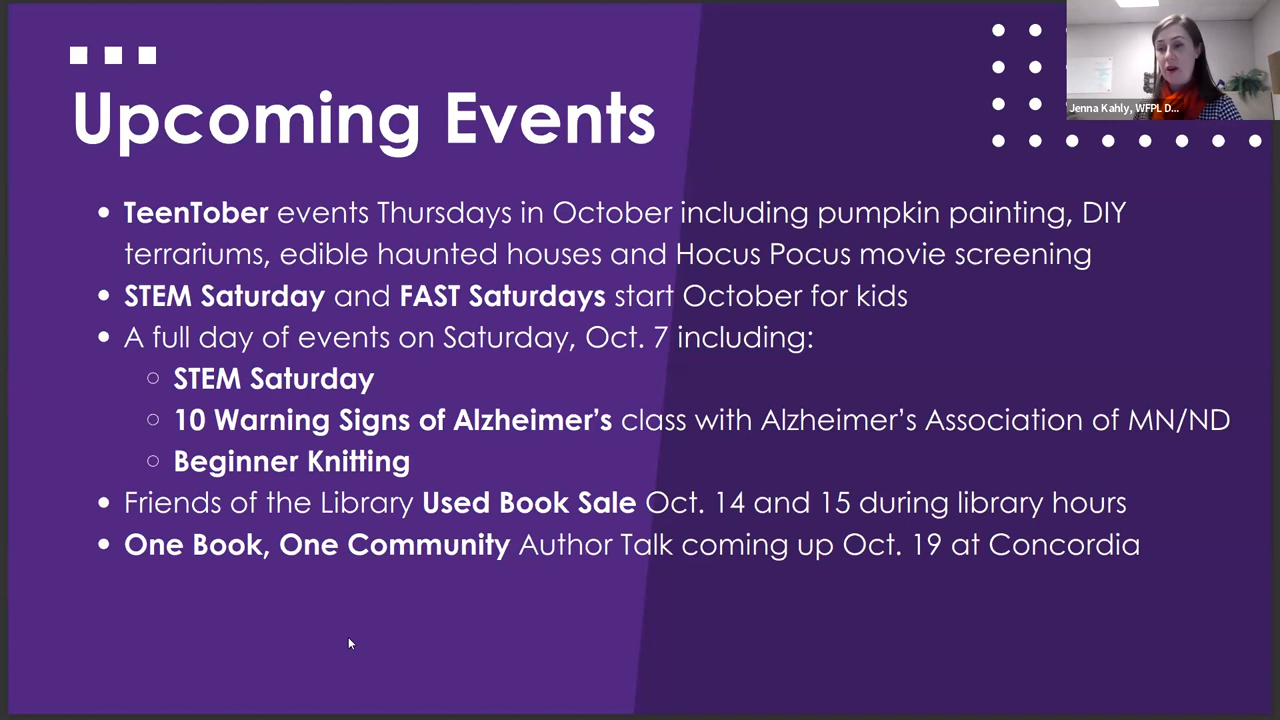 Upcoming Events
Jenna Kahly, WFPL D...
• TeenTober events Thursdays in October including pumpkin painting, DIY
terrariums, edible haunted houses and Hocus Pocus movie screening
• STEM Saturday and FAST Saturdays start October for kids
• A full day of events on Saturday, Oct. 7 including:
○ STEM Saturday
○ 10 Warning Signs of Alzheimer's class with Alzheimer's Association of MN/ND
○ Beginner Knitting
• Friends of the Library Used Book Sale Oct. 14 and 15 during library hours
• One Book, One Community Author Talk coming up Oct. 19 at Concordia